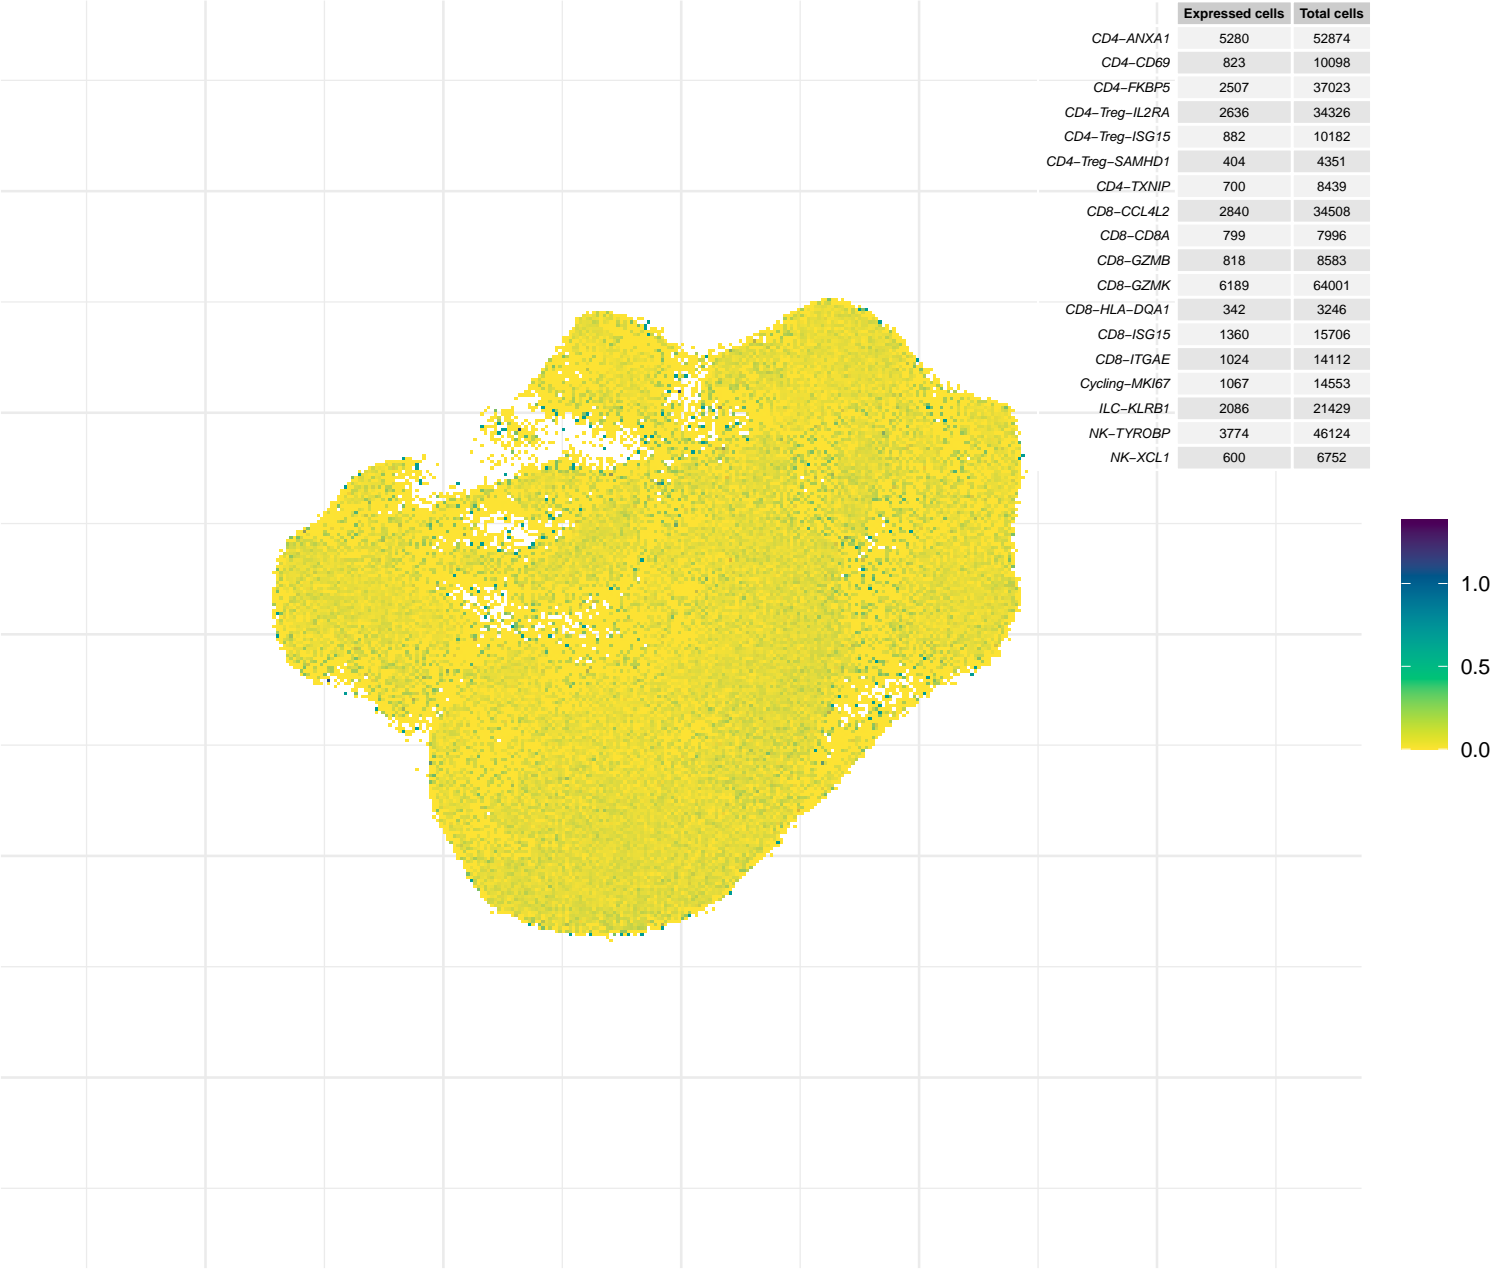 Expressed cells Total cells
CD4−ANXA1 5280 52874
CD4−CD69 823 10098
CD4−FKBP5 2507 37023
CD4−Treg−IL2RA 2636 34326
CD4−Treg−ISG15 882 10182
CD4−Treg−SAMHD1 404 4351
CD4−TXNIP 700 8439
CD8−CCL4L2 2840 34508
CD8−CD8A 799 7996
CD8−GZMB 818 8583
CD8−GZMK 6189 64001
CD8−HLA−DQA1 342 3246
CD8−ISG15 1360 15706
CD8−ITGAE 1024 14112
Cycling−MKI67 1067 14553
ILC−KLRB1 2086 21429
NK−TYROBP 3774 46124
NK−XCL1 600 6752
1.0
0.5
0.0